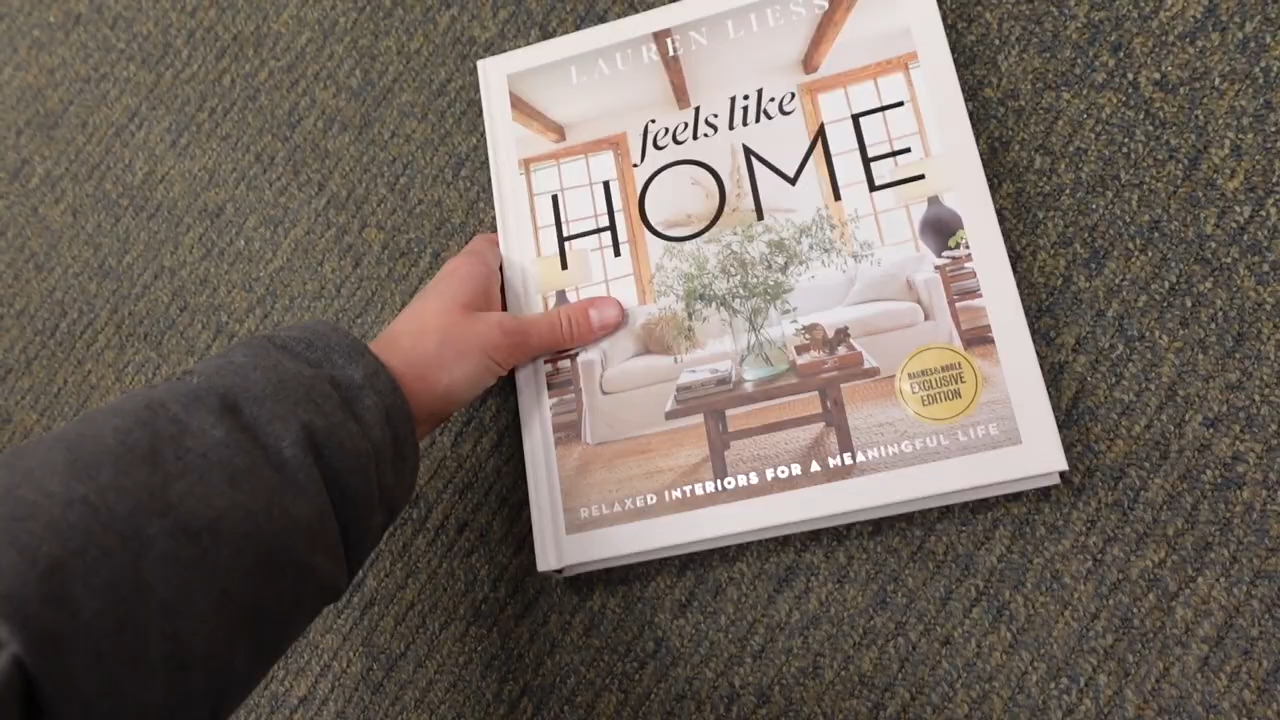 LAUREN LIESS
feels like
HOME
BARNES & NOBLE
EXCLUSIVE
EDITION
RELAXED INTERIORS FOR A MEANINGFUL LIFE